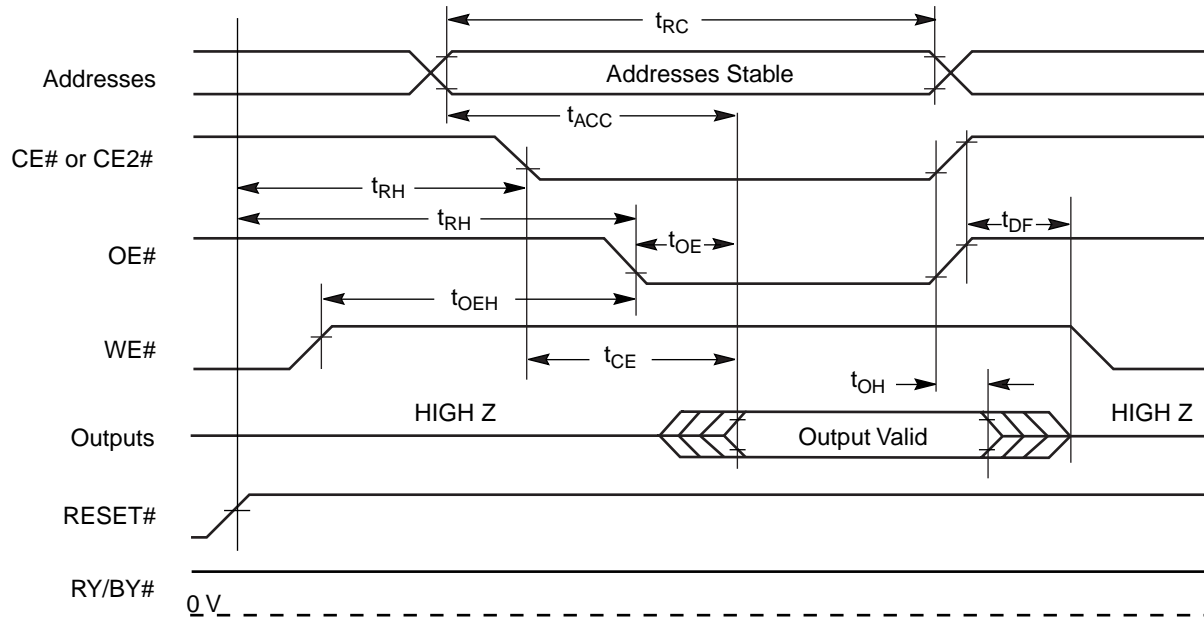 tRC
Addresses
Addresses Stable
tACC
CE# or CE2#
tRH
tRH
tOE
tDF
OE#
tOEH
WE#
tCE
tOH
HIGH Z
HIGH Z
Outputs
Output Valid
RESET#
RY/BY#
0 V